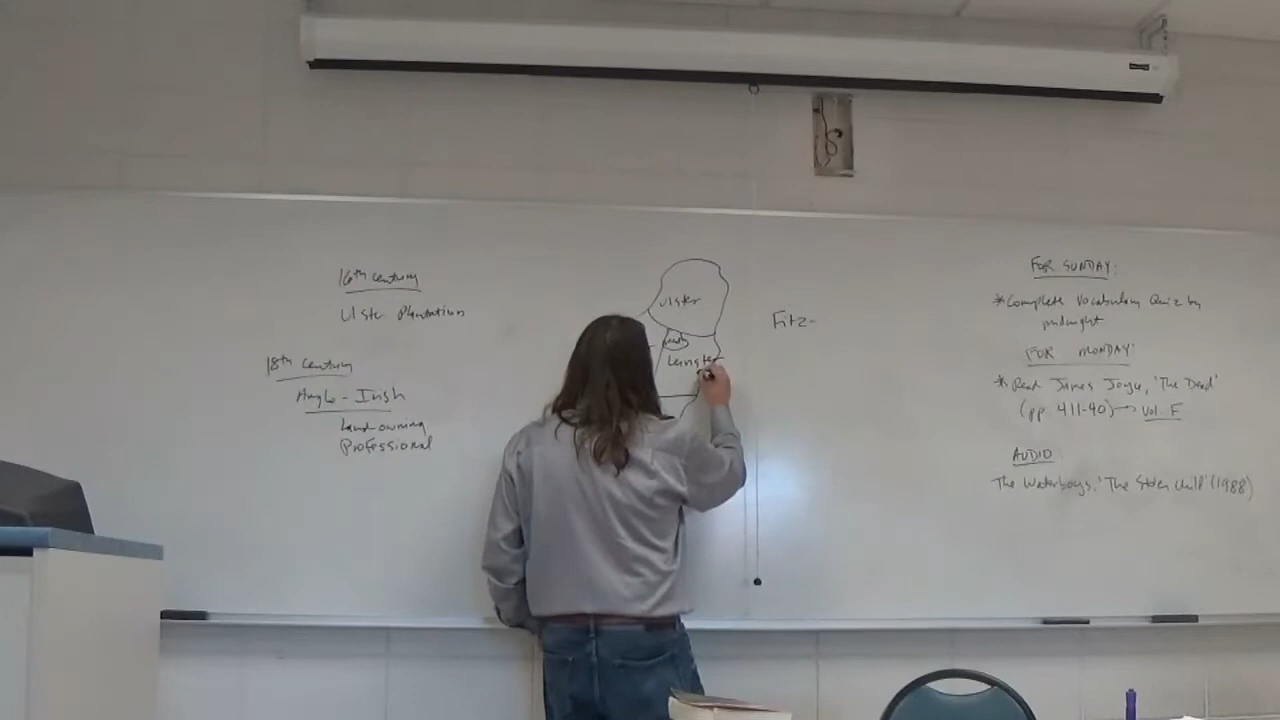 16th century
Ulster Plantation
18th century
Anglo-Irish
Land-owning
Professional
Ulster
Leinster
Fitz-
FOR SUNDAY:
*Complete Vocabulary Quiz by
midnight
FOR MONDAY:
*Read James Joyce, 'The Dead'
(pp. 411-40) → Vol. F
AUDIO
The Waterboys, 'The Stolen Child' (1988)